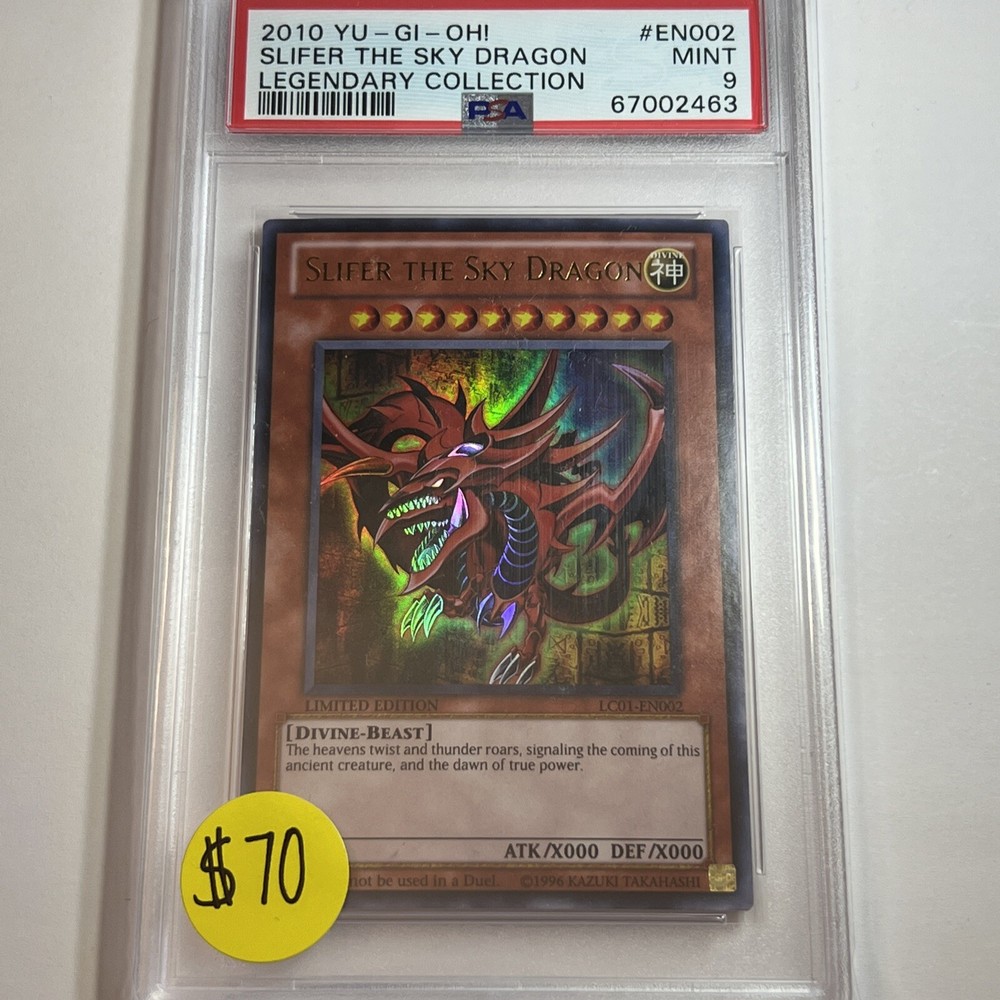 2010 YU-GI-OH! #EN002
SLIFER THE SKY DRAGON MINT
LEGENDARY COLLECTION 9
PSA 67002463
SLIFER THE SKY DRAGON
DIVINE
神
LIMITED EDITION LC01-EN002
[DIVINE-BEAST]
The heavens twist and thunder roars, signaling the coming of this
ancient creature, and the dawn of true power.
ATK/X000 DEF/X000
not be used in a Duel. ©1996 KAZUKI TAKAHASHI
$70